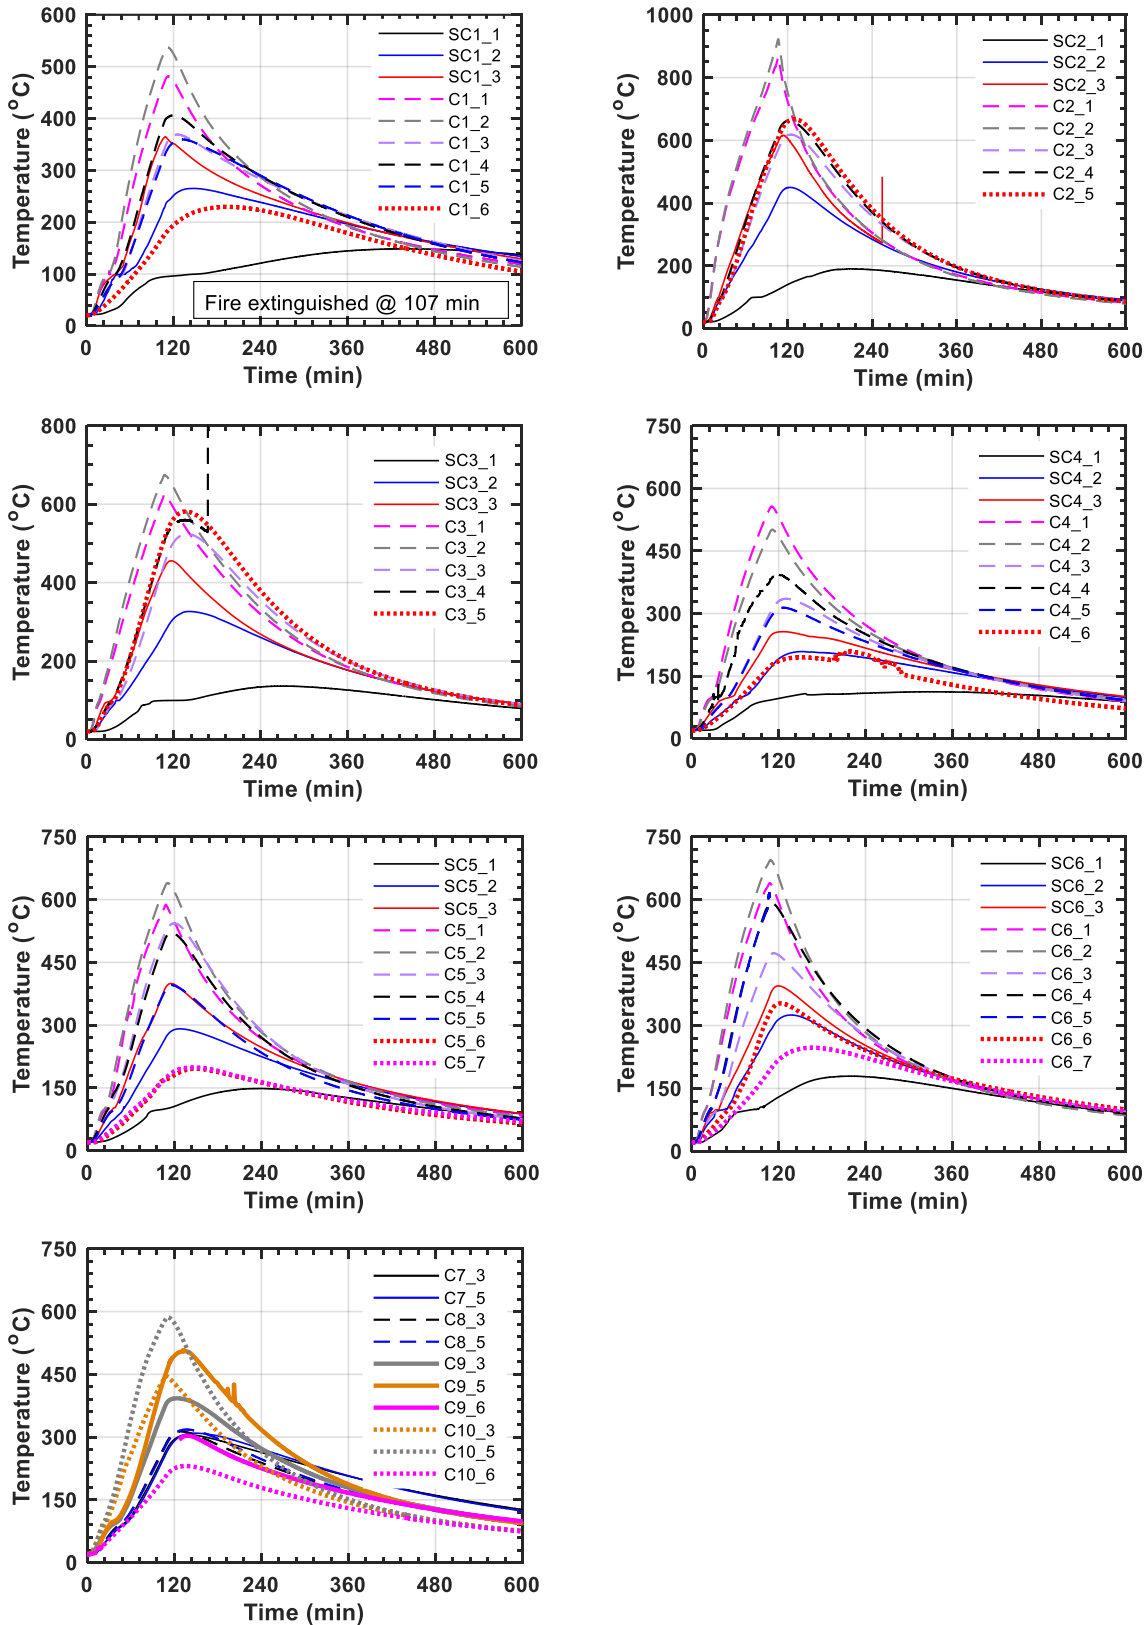 600
500
400
300
200
100
0
Temperature (°C)
SC1_1
SC1_2
SC1_3
C1_1
C1_2
C1_3
C1_4
C1_5
C1_6
Fire extinguished @ 107 min
0 120 240 360 480 600
Time (min)
1000
800
600
400
200
0
Temperature (°C)
SC2_1
SC2_2
SC2_3
C2_1
C2_2
C2_3
C2_4
C2_5
0 120 240 360 480 600
Time (min)
800
600
400
200
0
Temperature (°C)
SC3_1
SC3_2
SC3_3
C3_1
C3_2
C3_3
C3_4
C3_5
0 120 240 360 480 600
Time (min)
750
600
450
300
150
0
Temperature (°C)
SC4_1
SC4_2
SC4_3
C4_1
C4_2
C4_3
C4_4
C4_5
C4_6
0 120 240 360 480 600
Time (min)
750
600
450
300
150
0
Temperature (°C)
SC5_1
SC5_2
SC5_3
C5_1
C5_2
C5_3
C5_4
C5_5
C5_6
C5_7
0 120 240 360 480 600
Time (min)
750
600
450
300
150
0
Temperature (°C)
SC6_1
SC6_2
SC6_3
C6_1
C6_2
C6_3
C6_4
C6_5
C6_6
C6_7
0 120 240 360 480 600
Time (min)
750
600
450
300
150
0
Temperature (°C)
C7_3
C7_5
C8_3
C8_5
C9_3
C9_5
C9_6
C10_3
C10_5
C10_6
0 120 240 360 480 600
Time (min)